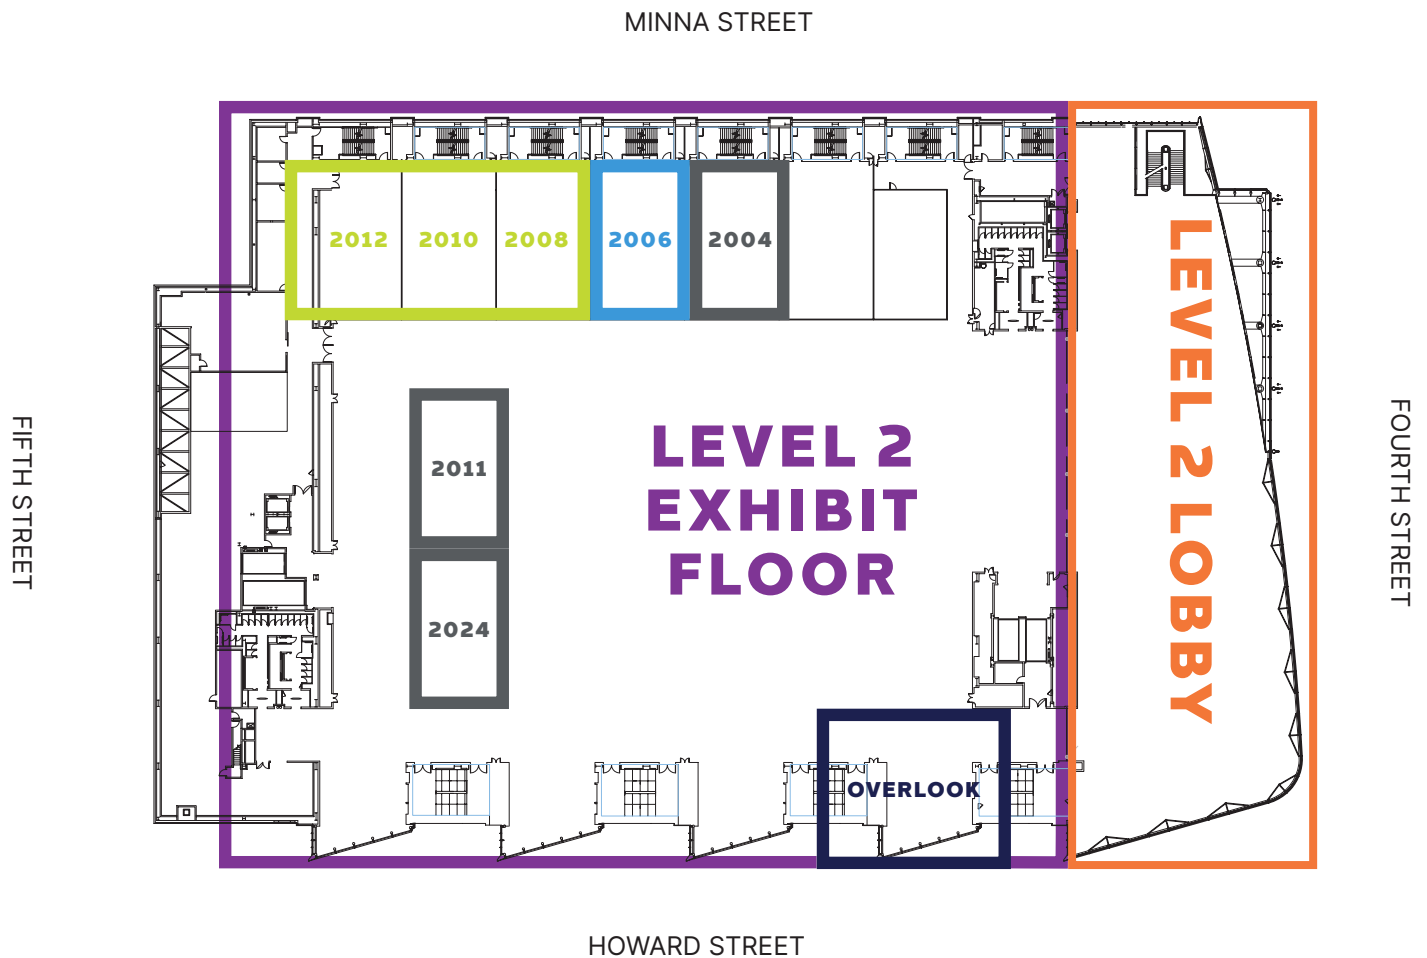 MINNA STREET
2012
2010
2008
2006
2004
LEVEL 2
EXHIBIT
FLOOR
LEVEL 2 LOBBY
FIFTH STREET
FOURTH STREET
2011
2024
OVERLOOK
HOWARD STREET